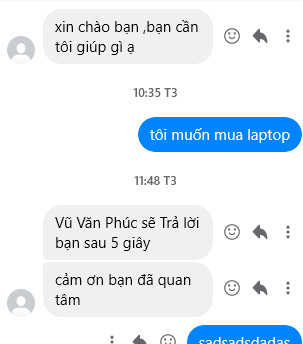 xin chào bạn ,bạn cần
tôi giúp gì ạ
10:35 T3
tôi muốn mua laptop
11:48 T3
Vũ Văn Phúc sẽ Trả lời
bạn sau 5 giây
cảm ơn bạn đã quan
tâm
sadsadsdadas